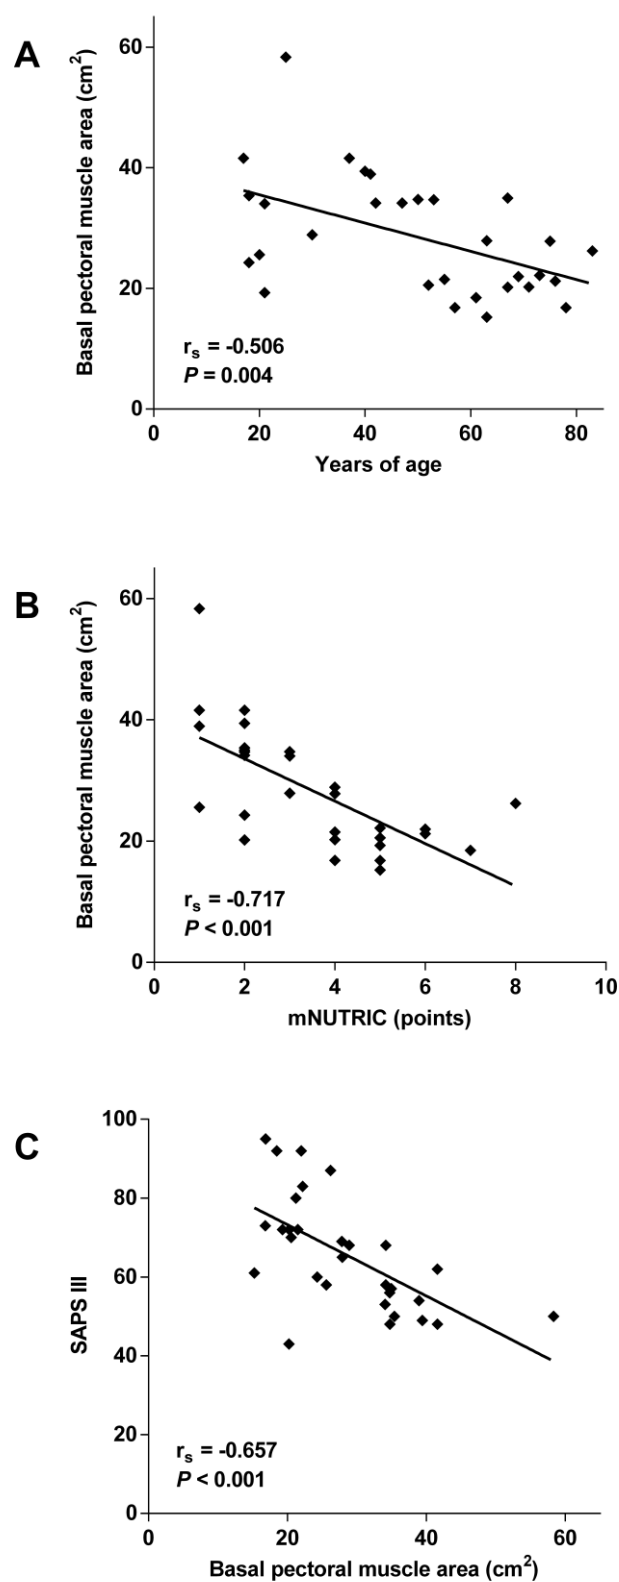 A
Basal pectoral muscle area (cm²)
60
40
20
0
rₛ = -0.506
P = 0.004
0 20 40 60 80
Years of age
B
Basal pectoral muscle area (cm²)
60
40
20
0
rₛ = -0.717
P < 0.001
0 2 4 6 8 10
mNUTRIC (points)
C
SAPS III
100
80
60
40
20
0
rₛ = -0.657
P < 0.001
0 20 40 60
Basal pectoral muscle area (cm²)